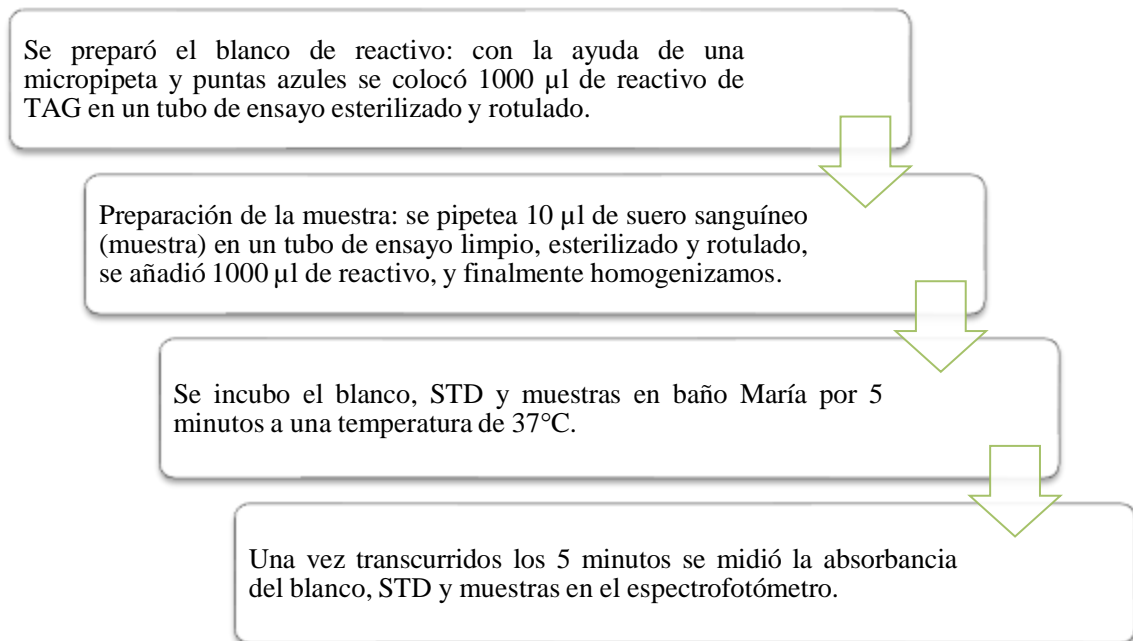 Se preparó el blanco de reactivo: con la ayuda de una
micropipeta y puntas azules se colocó 1000 µl de reactivo de
TAG en un tubo de ensayo esterilizado y rotulado.
Preparación de la muestra: se pipetea 10 µl de suero sanguíneo
(muestra) en un tubo de ensayo limpio, esterilizado y rotulado,
se añadió 1000 µl de reactivo, y finalmente homogenizamos.
Se incubo el blanco, STD y muestras en baño María por 5
minutos a una temperatura de 37°C.
Una vez transcurridos los 5 minutos se midió la absorbancia
del blanco, STD y muestras en el espectrofotómetro.